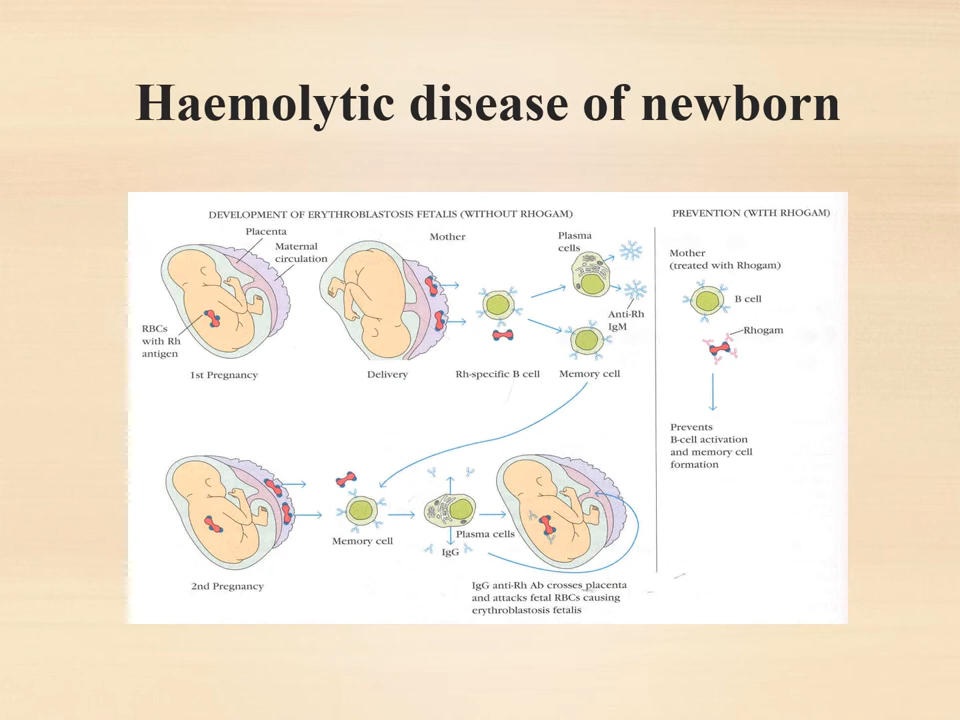 Haemolytic disease of newborn
DEVELOPMENT OF ERYTHROBLASTOSIS FETALIS (WITHOUT RHOGAM)
Placenta
Maternal
circulation
RBCs
with Rh
antigen
1st Pregnancy
Delivery
Mother
Rh-specific B cell
Plasma
cells
Anti-Rh
IgM
Memory cell
2nd Pregnancy
Memory cell
Plasma cells
IgG
IgG anti-Rh Ab crosses placenta
and attacks fetal RBCs causing
erythroblastosis fetalis
PREVENTION (WITH RHOGAM)
Mother
(treated with Rhogam)
B cell
Rhogam
Prevents
B-cell activation
and memory cell
formation